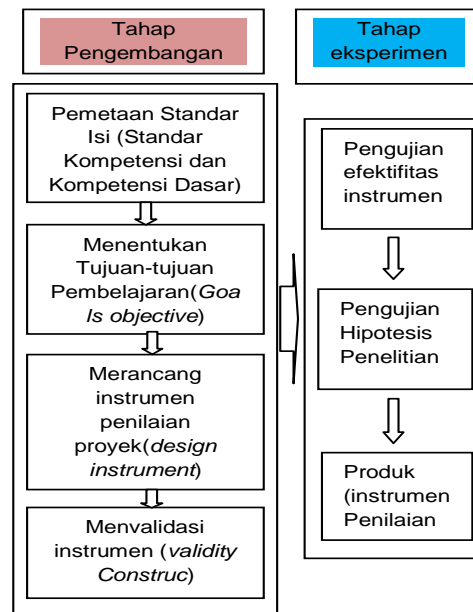 Tahap
Pengembangan
Tahap
eksperimen
Pemetaan Standar
Isi (Standar
Kompetensi dan
Kompetensi Dasar)
Menentukan
Tujuan-tujuan
Pembelajaran(Goa
ls objective)
Merancang
instrumen
penilaian
proyek(design
instrument)
Menvalidasi
instrumen (validity
Construc)
Pengujian
efektifitas
instrumen
Pengujian
Hipotesis
Penelitian
Produk
(instrumen
Penilaian